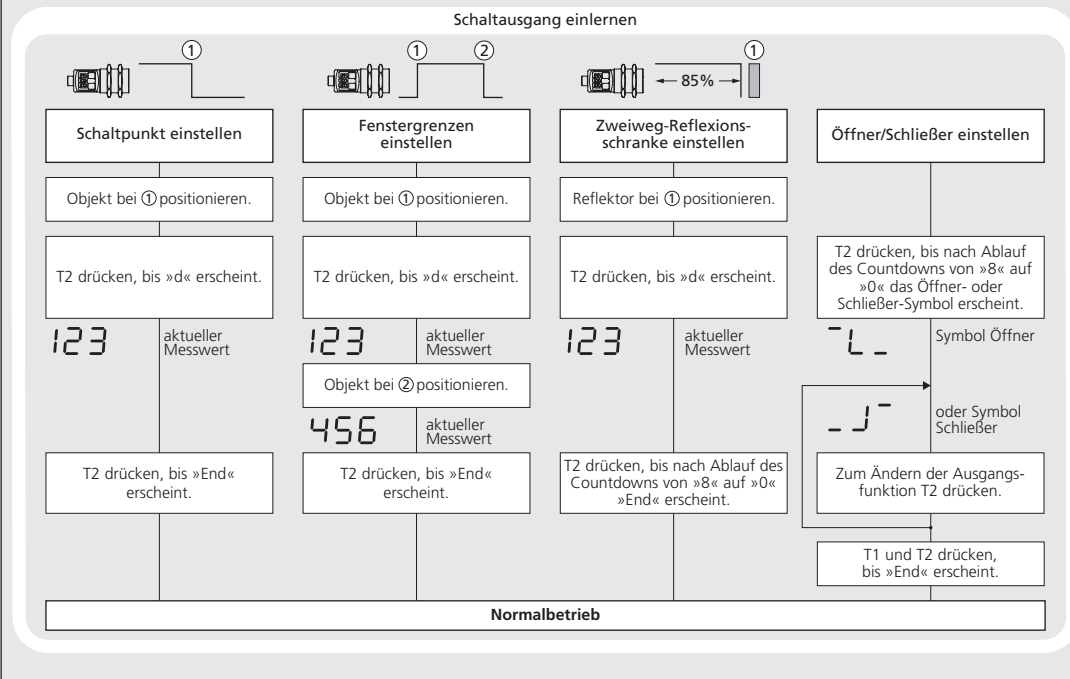 Schaltausgang einlernen
①
Schaltpunkt einstellen
Objekt bei ① positionieren.
T2 drücken, bis »d« erscheint.
123
aktueller
Messwert
T2 drücken, bis »End«
erscheint.
① ②
Fenstergrenzen
einstellen
Objekt bei ① positionieren.
T2 drücken, bis »d« erscheint.
123
aktueller
Messwert
Objekt bei ② positionieren.
456
aktueller
Messwert
T2 drücken, bis »End«
erscheint.
①
85%
Zweiweg-Reflexions-
schranke einstellen
Reflektor bei ① positionieren.
T2 drücken, bis »d« erscheint.
123
aktueller
Messwert
T2 drücken, bis nach Ablauf des
Countdowns von »8« auf »0«
»End« erscheint.
Öffner/Schließer einstellen
T2 drücken, bis nach Ablauf
des Countdowns von »8« auf
»0« das Öffner- oder
Schließer-Symbol erscheint.
Symbol Öffner
oder Symbol
Schließer
Zum Ändern der Ausgangs-
funktion T2 drücken.
T1 und T2 drücken,
bis »End« erscheint.
Normalbetrieb